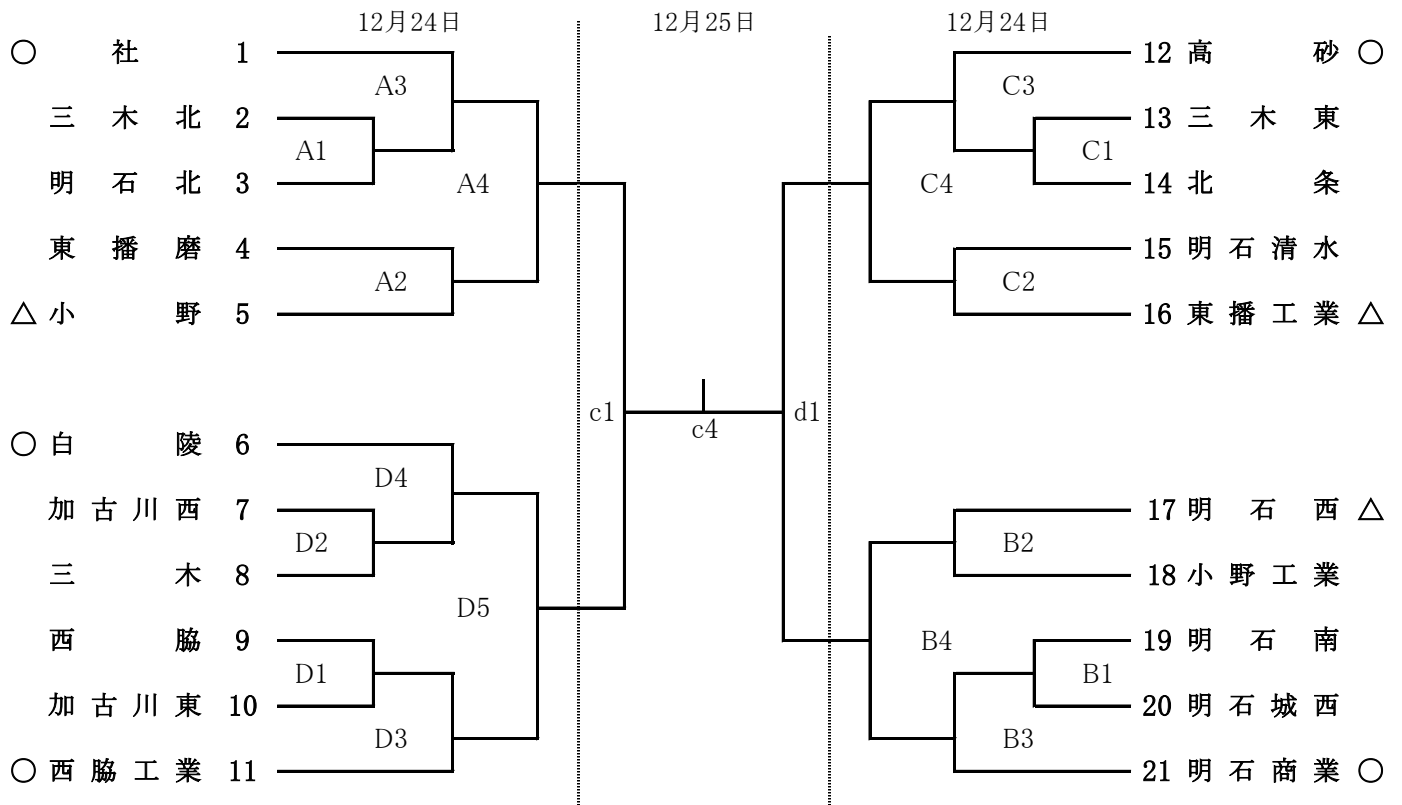 12月24日 12月25日 12月24日
○ 社 1 12 高砂 ○
A3 C3
三木北 2 13 三木東
A1 C1
明石北 3 14 北条
A4 C4
東播磨 4 15 明石清水
A2 C2
△ 小野 5 16 東播工業 △
c1 d1
c4
○ 白陵 6
D4
加古川西 7 17 明石西 △
D2 B2
三木 8 18 小野工業
D5
西脇 9 19 明石南
B4
D1 B1
加古川東 10 20 明石城西
D3 B3
○ 西脇工業 11 21 明石商業 ○